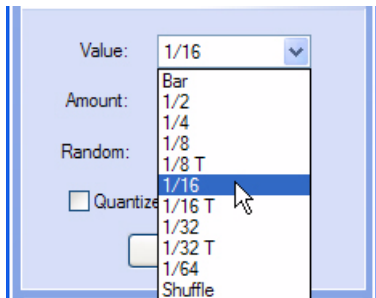 Value: 1/16
Bar
Amount: 1/2
1/4
1/8
Random: 1/8 T
1/16
Quantize 1/16 T
1/32
1/32 T
1/64
Shuffle